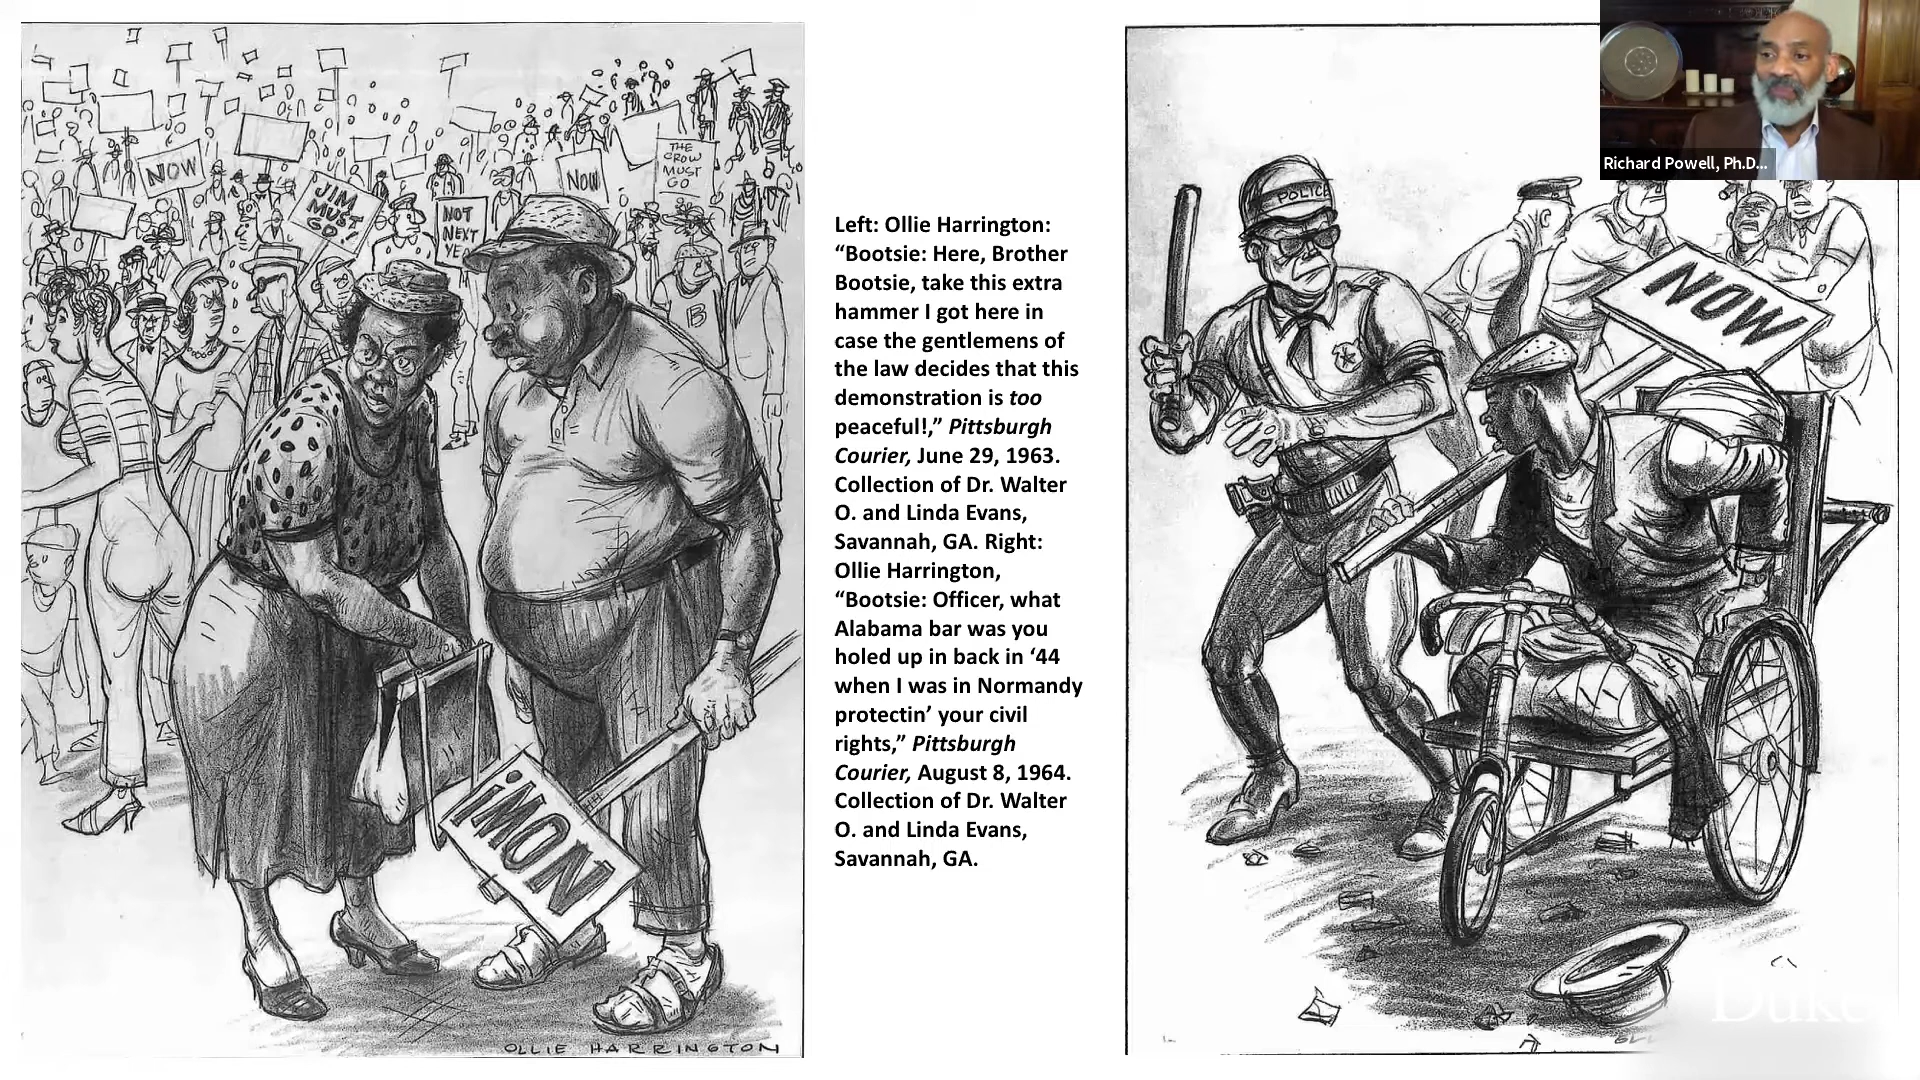 NOW
JIM
MUST
GO!
NOT
NEXT
YE
NOW
THE
CROW
MUST
GO
B
¡MON
OLLIE HARRINGTON
Left: Ollie Harrington:
“Bootsie: Here, Brother
Bootsie, take this extra
hammer I got here in
case the gentlemens of
the law decides that this
demonstration is too
peaceful!,” Pittsburgh
Courier, June 29, 1963.
Collection of Dr. Walter
O. and Linda Evans,
Savannah, GA. Right:
Ollie Harrington,
“Bootsie: Officer, what
Alabama bar was you
holed up in back in ‘44
when I was in Normandy
protectin’ your civil
rights,” Pittsburgh
Courier, August 8, 1964.
Collection of Dr. Walter
O. and Linda Evans,
Savannah, GA.
POLICE
NOW
Richard Powell, Ph.D...
Duke